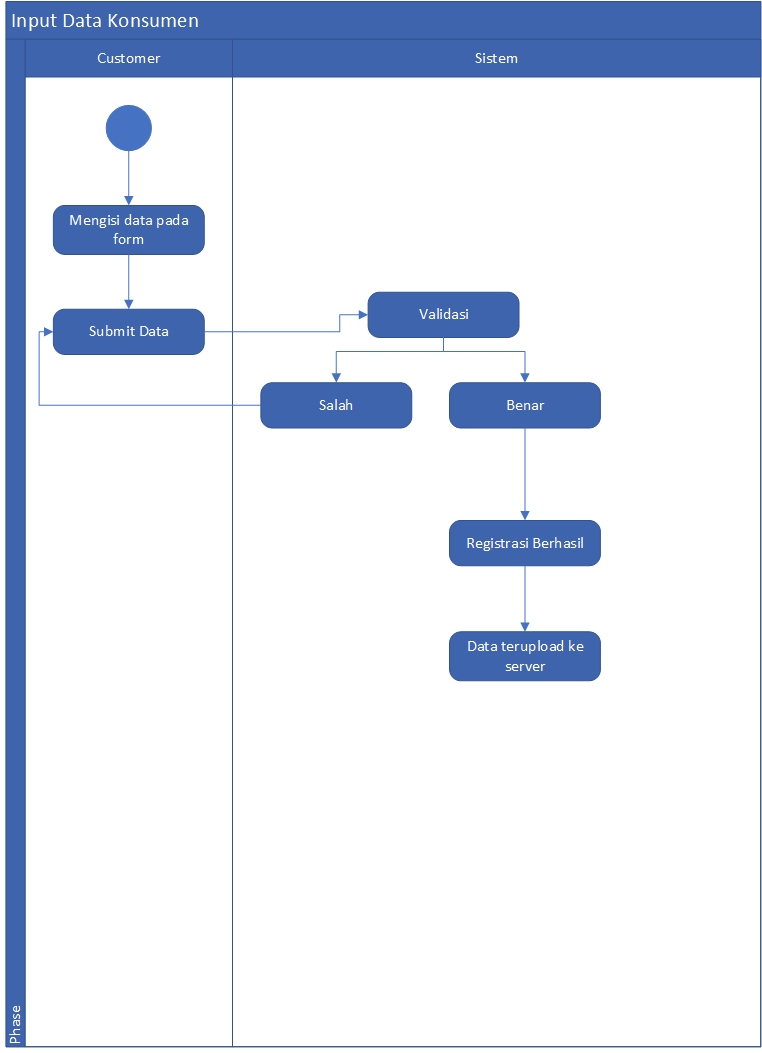 Input Data Konsumen
Customer
Sistem
Mengisi data pada
form
Submit Data
Validasi
Salah
Benar
Registrasi Berhasil
Data terupload ke
server
Phase